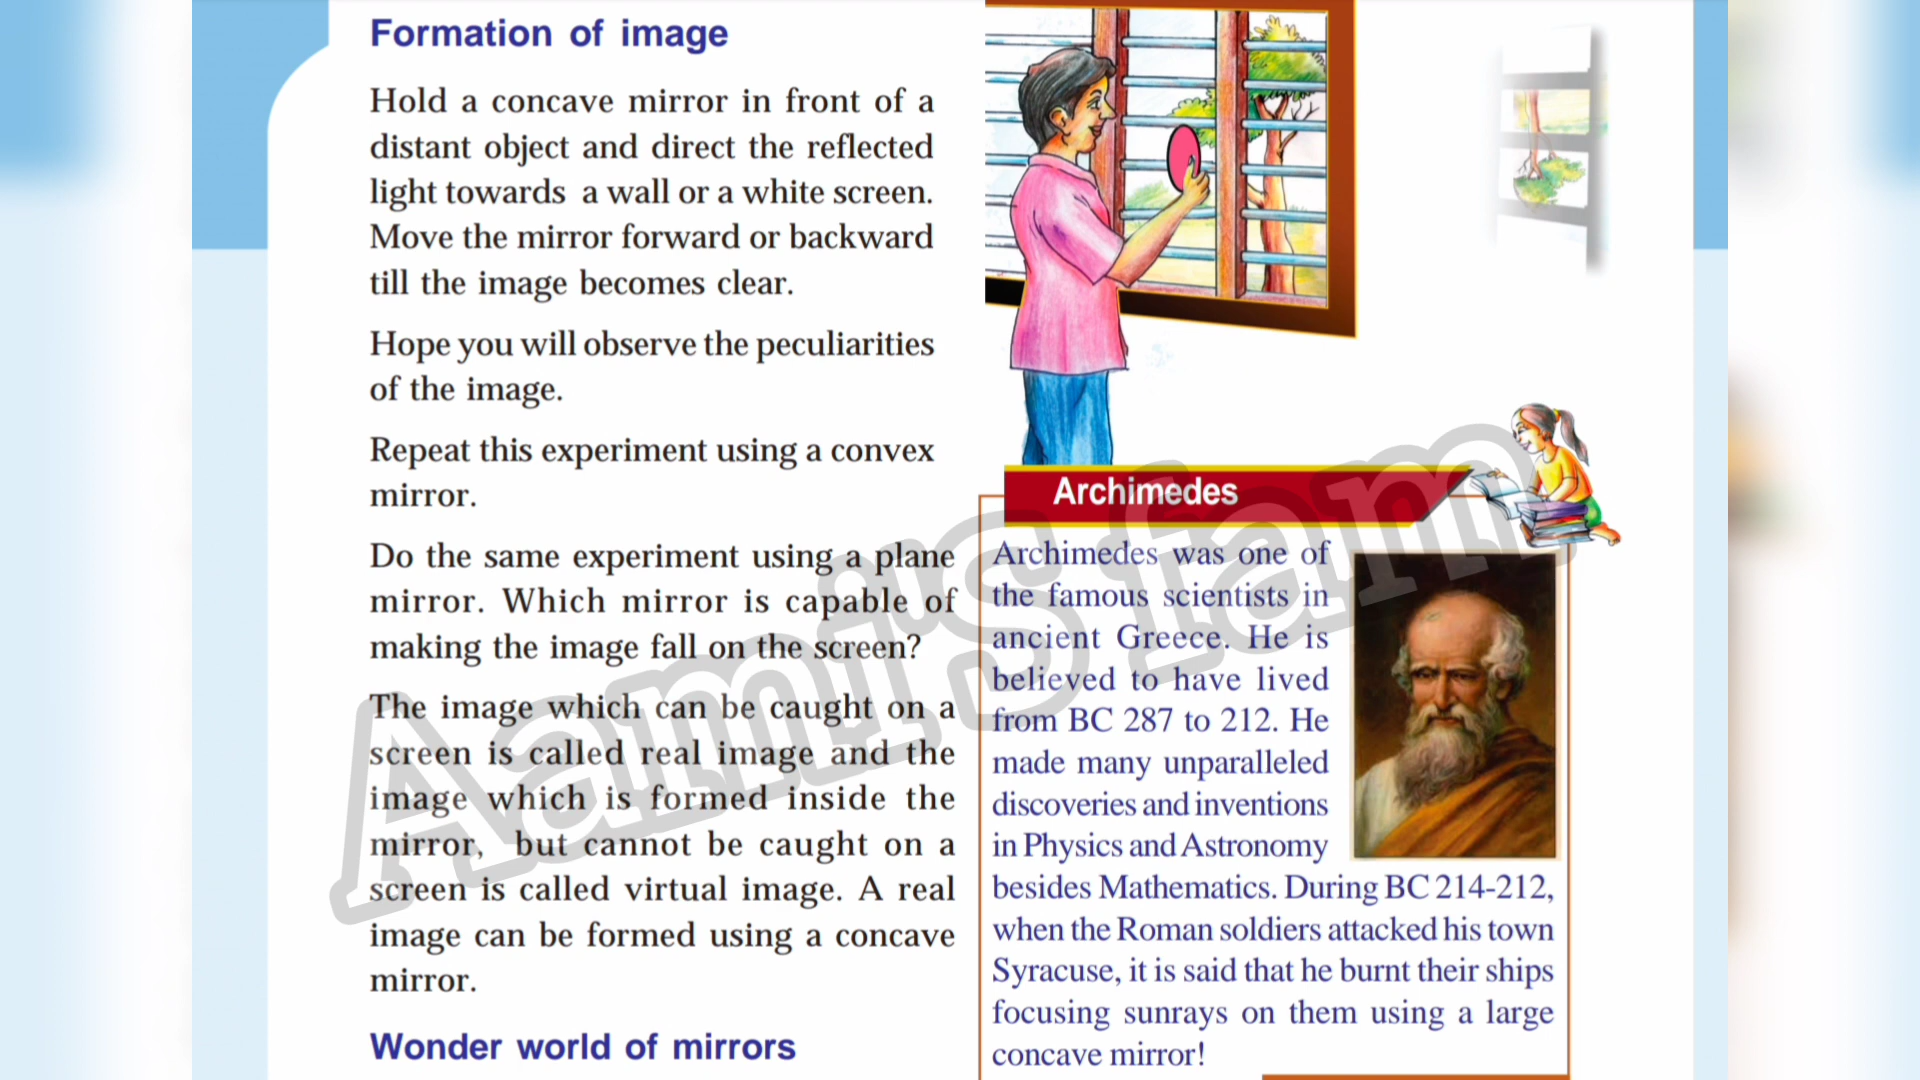 Formation of image
Hold a concave mirror in front of a
distant object and direct the reflected
light towards a wall or a white screen.
Move the mirror forward or backward
till the image becomes clear.
Hope you will observe the peculiarities
of the image.
Repeat this experiment using a convex
mirror.
Do the same experiment using a plane
mirror. Which mirror is capable of
making the image fall on the screen?
The image which can be caught on a
screen is called real image and the
image which is formed inside the
mirror, but cannot be caught on a
screen is called virtual image. A real
image can be formed using a concave
mirror.
Wonder world of mirrors
Archimedes
Archimedes was one of
the famous scientists in
ancient Greece. He is
believed to have lived
from BC 287 to 212. He
made many unparalleled
discoveries and inventions
in Physics and Astronomy
besides Mathematics. During BC 214-212,
when the Roman soldiers attacked his town
Syracuse, it is said that he burnt their ships
focusing sunrays on them using a large
concave mirror!
Aami'S fam